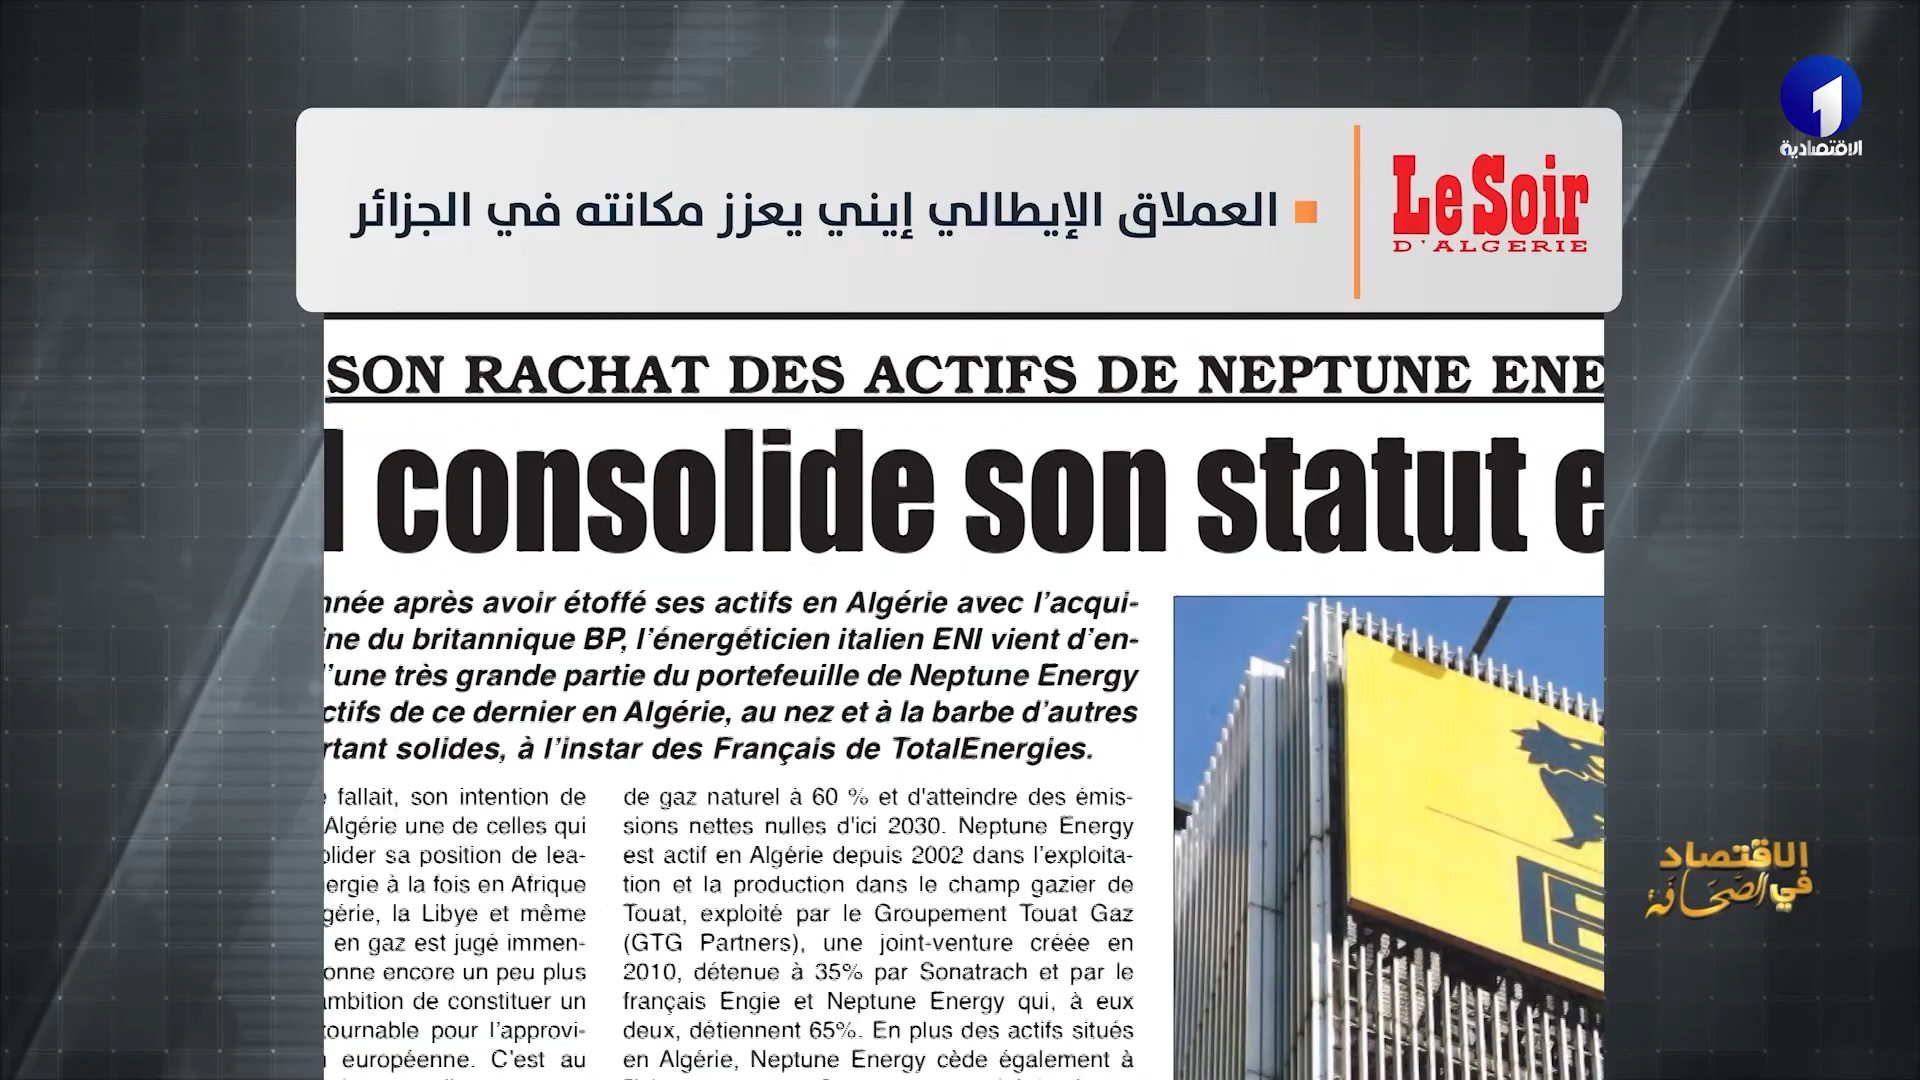 الاقتصادية
العملاق الإيطالي إيني يعزز مكانته في الجزائر
Le Soir
D'ALGERIE
SON RACHAT DES ACTIFS DE NEPTUNE ENE
consolide son statut e
nnée après avoir étoffé ses actifs en Algérie avec l'acqui-
ine du britannique BP, l'énergéticien italien ENI vient d'en-
l'une très grande partie du portefeuille de Neptune Energy
ctifs de ce dernier en Algérie, au nez et à la barbe d'autres
rtant solides, à l'instar des Français de TotalEnergies.
fallait, son intention de
Algérie une de celles qui
olider sa position de lea-
ergie à la fois en Afrique
gérie, la Libye et même
en gaz est jugé immen-
onne encore un peu plus
ambition de constituer un
tournable pour l'approvi-
européenne. C'est au
de gaz naturel à 60 % et d'atteindre des émis-
sions nettes nulles d'ici 2030. Neptune Energy
est actif en Algérie depuis 2002 dans l'exploita-
tion et la production dans le champ gazier de
Touat, exploité par le Groupement Touat Gaz
(GTG Partners), une joint-venture créée en
2010, détenue à 35% par Sonatrach et par le
français Engie et Neptune Energy qui, à eux
deux, détiennent 65%. En plus des actifs situés
en Algérie, Neptune Energy cède également à
الاقتصاد
في الصحافة